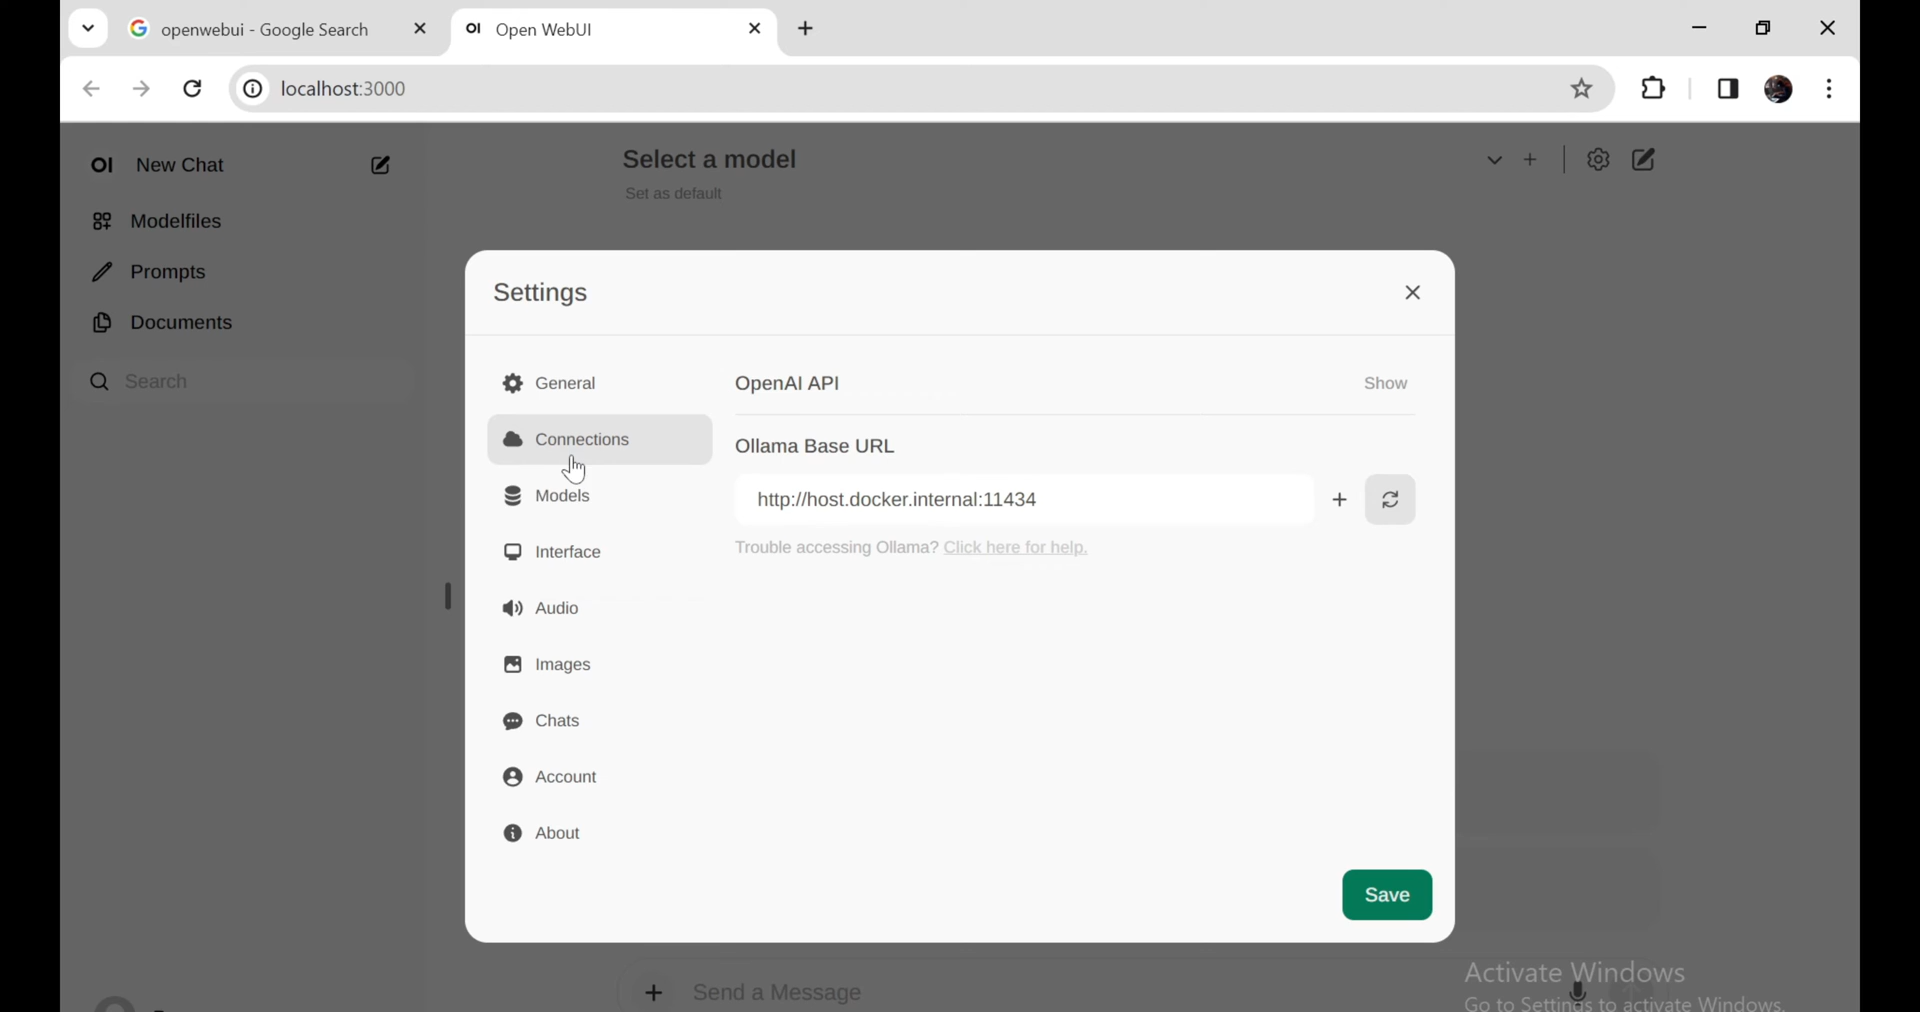 openwebui - Google Search
OI Open WebUI
localhost:3000
OI New Chat
Modelfiles
Prompts
Documents
Search
Select a model
Set as default
Settings
General
Connections
Models
Interface
Audio
Images
Chats
Account
About
OpenAI API Show
Ollama Base URL
http://host.docker.internal:11434
Trouble accessing Ollama? Click here for help.
Save
Send a Message
Activate Windows
Go to Settings to activate Windows.